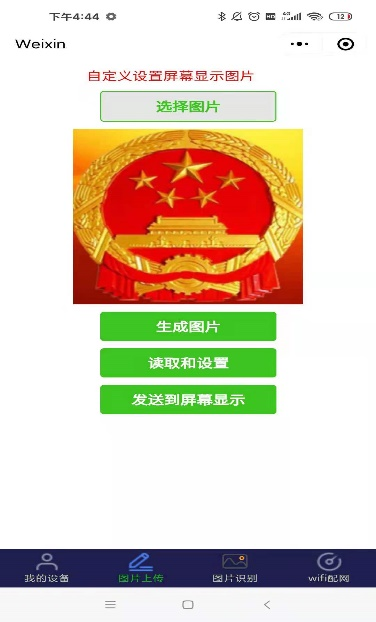 下午4:44
12
Weixin
自定义设置屏幕显示图片
选择图片
生成图片
读取和设置
发送到屏幕显示
我的设备
图片上传
图片识别
wifi配网